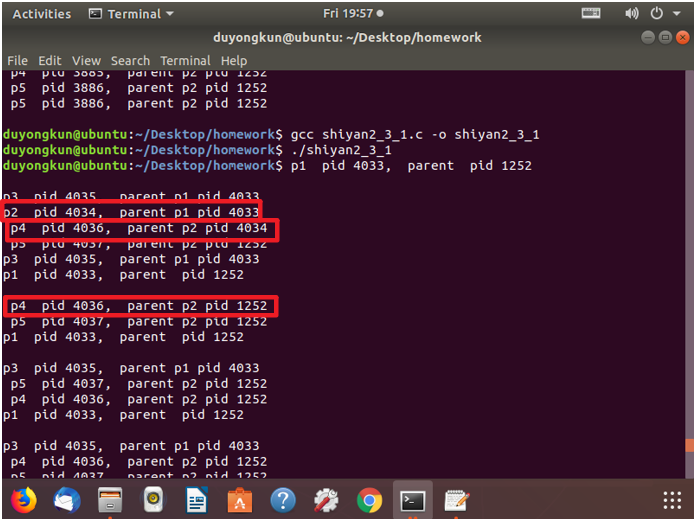 Activities Terminal Fri 19:57
duyongkun@ubuntu: ~/Desktop/homework
File Edit View Search Terminal Help
p4 pid 3885, parent p2 pid 1252
p5 pid 3886, parent p2 pid 1252
p5 pid 3886, parent p2 pid 1252
duyongkun@ubuntu:~/Desktop/homework$ gcc shiyan2_3_1.c -o shiyan2_3_1
duyongkun@ubuntu:~/Desktop/homework$ ./shiyan2_3_1
duyongkun@ubuntu:~/Desktop/homework$ p1 pid 4033, parent pid 1252
p3 pid 4035, parent p1 pid 4033
p2 pid 4034, parent p1 pid 4033
p4 pid 4036, parent p2 pid 4034
p5 pid 4037, parent p2 pid 1252
p3 pid 4035, parent p1 pid 4033
p1 pid 4033, parent pid 1252
p4 pid 4036, parent p2 pid 1252
p5 pid 4037, parent p2 pid 1252
p1 pid 4033, parent pid 1252
p3 pid 4035, parent p1 pid 4033
p5 pid 4037, parent p2 pid 1252
p4 pid 4036, parent p2 pid 1252
p1 pid 4033, parent pid 1252
p3 pid 4035, parent p1 pid 4033
p4 pid 4036, parent p2 pid 1252
p5 pid 4037, parent p2 pid 1252